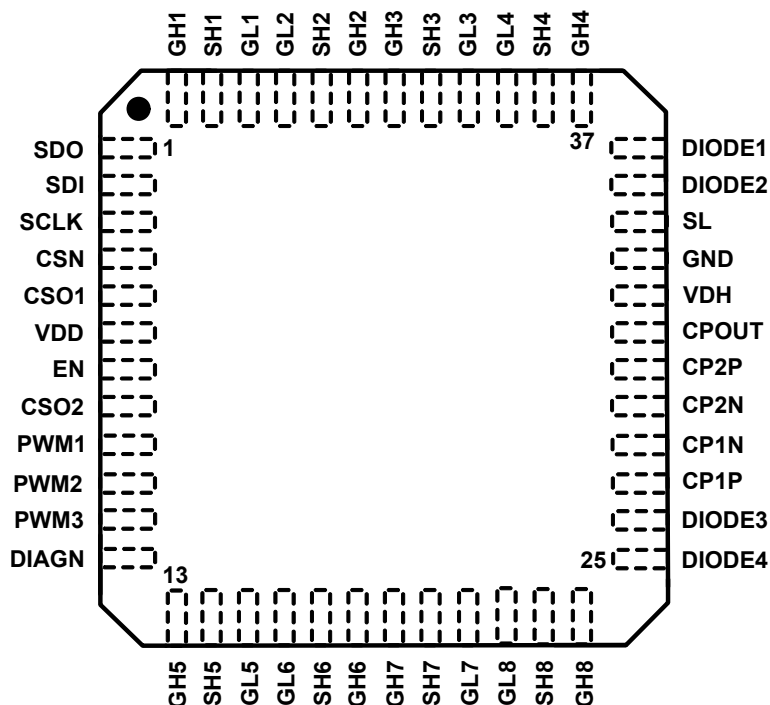 GH1 SH1 GL1 GL2 SH2 GH2 GH3 SH3 GL3 GL4 SH4 GH4
1 37
SDO DIODE1
SDI DIODE2
SCLK SL
CSN GND
CSO1 VDH
VDD CPOUT
EN CP2P
CSO2 CP2N
PWM1 CP1N
PWM2 CP1P
PWM3 DIODE3
DIAGN 25 DIODE4
13
GH5 SH5 GL5 GL6 SH6 GH6 GH7 SH7 GL7 GL8 SH8 GH8